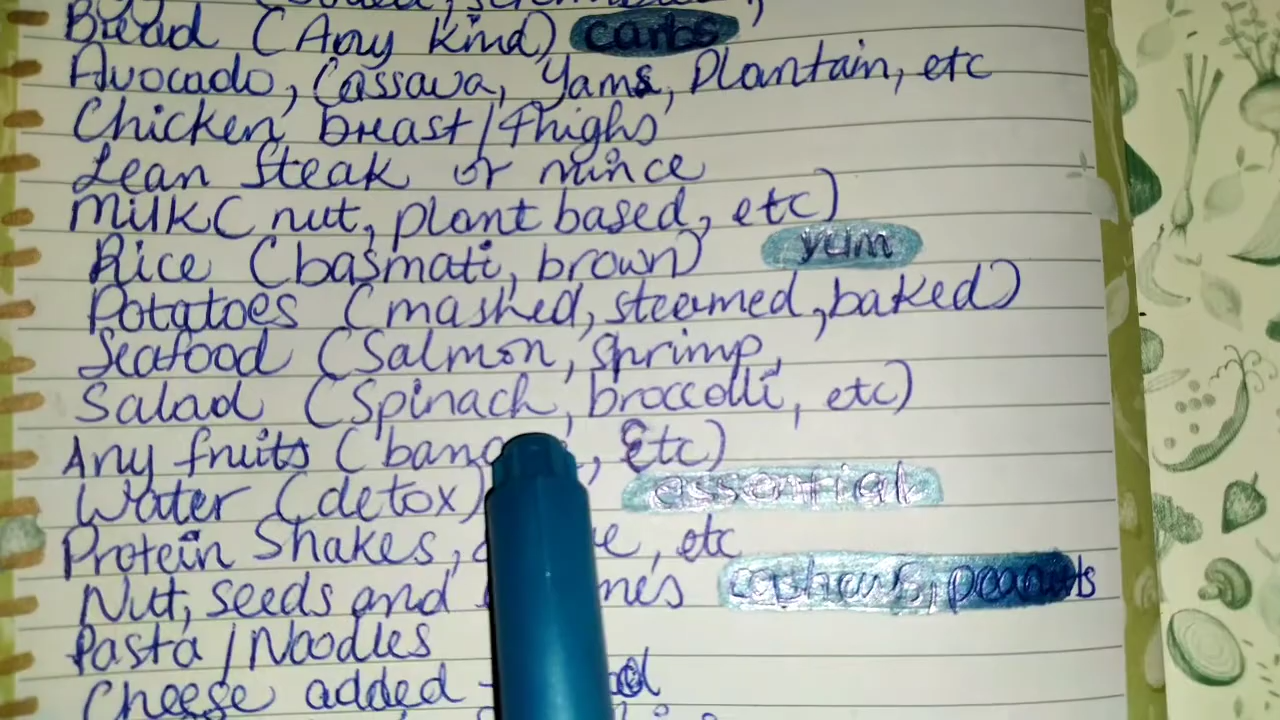 Bread (Any kind) carbs
Avocado, Cassava, Yams, Plantain, etc
Chicken breast/Thighs
Lean Steak or mince
Milk (nut, plant based, etc)
Rice (basmati, brown) yum
Potatoes (mashed, steamed, baked)
Seafood (Salmon, shrimp,
Salad (Spinach, broccolli, etc)
Any fruits ( , Etc)
Water (detox) essential
Protein Shakes, , etc
Nut, seeds and cashews, peanuts
Pasta/Noodles
Cheese added